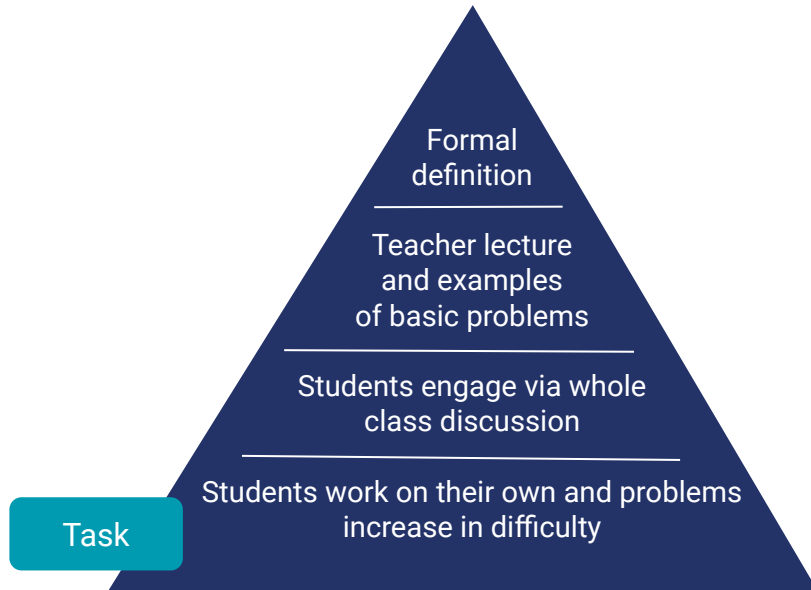 Formal
definition
Teacher lecture
and examples
of basic problems
Students engage via whole
class discussion
Students work on their own and problems
increase in difficulty
Task